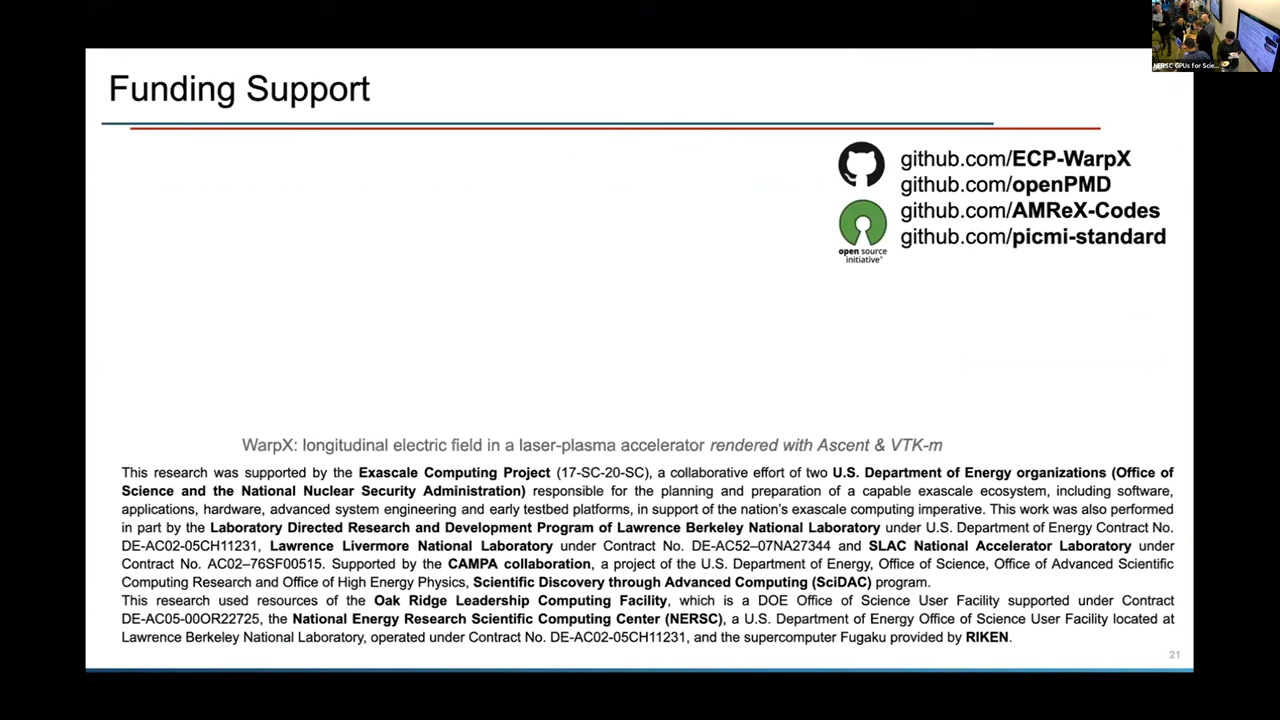 NERSC GPUs for Scie...
Funding Support
github.com/ECP-WarpX
github.com/openPMD
github.com/AMReX-Codes
github.com/picmi-standard
open source
initiative
WarpX: longitudinal electric field in a laser-plasma accelerator rendered with Ascent & VTK-m
This research was supported by the Exascale Computing Project (17-SC-20-SC), a collaborative effort of two U.S. Department of Energy organizations (Office of
Science and the National Nuclear Security Administration) responsible for the planning and preparation of a capable exascale ecosystem, including software,
applications, hardware, advanced system engineering and early testbed platforms, in support of the nation's exascale computing imperative. This work was also performed
in part by the Laboratory Directed Research and Development Program of Lawrence Berkeley National Laboratory under U.S. Department of Energy Contract No.
DE-AC02-05CH11231, Lawrence Livermore National Laboratory under Contract No. DE-AC52–07NA27344 and SLAC National Accelerator Laboratory under
Contract No. AC02–76SF00515. Supported by the CAMPA collaboration, a project of the U.S. Department of Energy, Office of Science, Office of Advanced Scientific
Computing Research and Office of High Energy Physics, Scientific Discovery through Advanced Computing (SciDAC) program.
This research used resources of the Oak Ridge Leadership Computing Facility, which is a DOE Office of Science User Facility supported under Contract
DE-AC05-00OR22725, the National Energy Research Scientific Computing Center (NERSC), a U.S. Department of Energy Office of Science User Facility located at
Lawrence Berkeley National Laboratory, operated under Contract No. DE-AC02-05CH11231, and the supercomputer Fugaku provided by RIKEN.
21